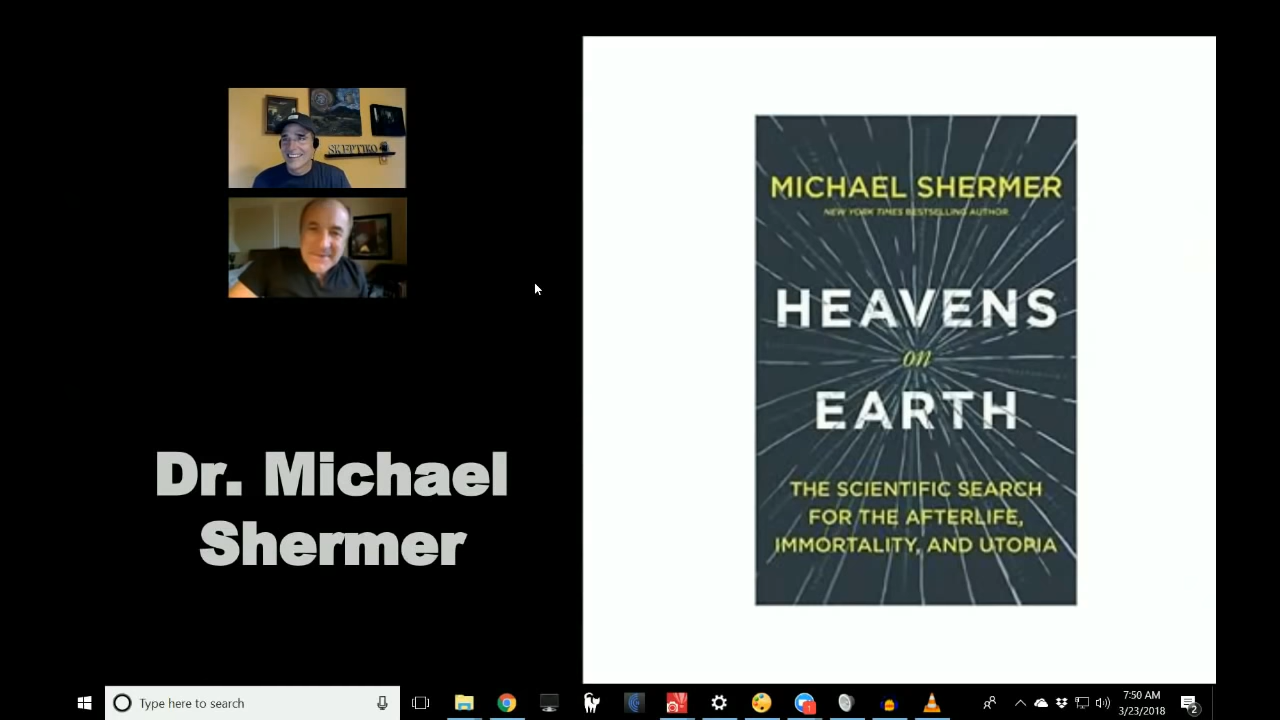 SKEPTIKO
Dr. Michael
Shermer
MICHAEL SHERMER
NEW YORK TIMES BESTSELLING AUTHOR
HEAVENS
on
EARTH
THE SCIENTIFIC SEARCH
FOR THE AFTERLIFE,
IMMORTALITY, AND UTOPIA
Type here to search
7:50 AM
3/23/2018
2